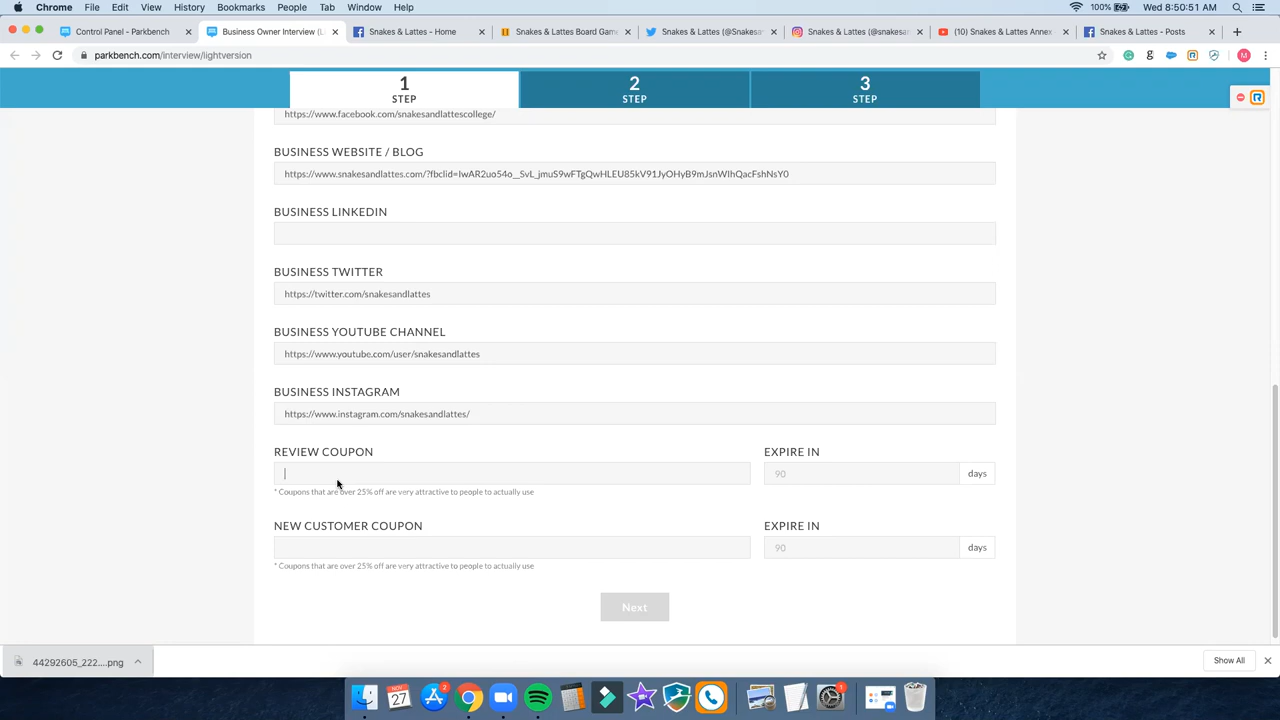 Chrome File Edit View History Bookmarks People Tab Window Help 100% Wed 8:50:51 AM
Control Panel - Parkbench Business Owner Interview (L Snakes & Lattes - Home Snakes & Lattes Board Gam Snakes & Lattes (@Snakes Snakes & Lattes (@snakesan (10) Snakes & Lattes Annex Snakes & Lattes - Posts
parkbench.com/interview/lightversion
1 STEP
2 STEP
3 STEP
https://www.facebook.com/snakesandlattescollege/
BUSINESS WEBSITE / BLOG
https://www.snakesandlattes.com/?fbclid=IwAR2uo54o__SvL_jmuS9wFTgQwHLEU85kV91JyOHyB9mJsnWIhQacFshNsY0
BUSINESS LINKEDIN
BUSINESS TWITTER
https://twitter.com/snakesandlattes
BUSINESS YOUTUBE CHANNEL
https://www.youtube.com/user/snakesandlattes
BUSINESS INSTAGRAM
https://www.instagram.com/snakesandlattes/
REVIEW COUPON EXPIRE IN
90 days
* Coupons that are over 25% off are very attractive to people to actually use
NEW CUSTOMER COUPON EXPIRE IN
90 days
* Coupons that are over 25% off are very attractive to people to actually use
Next
44292605_222....png Show All
NOV 27 2 1